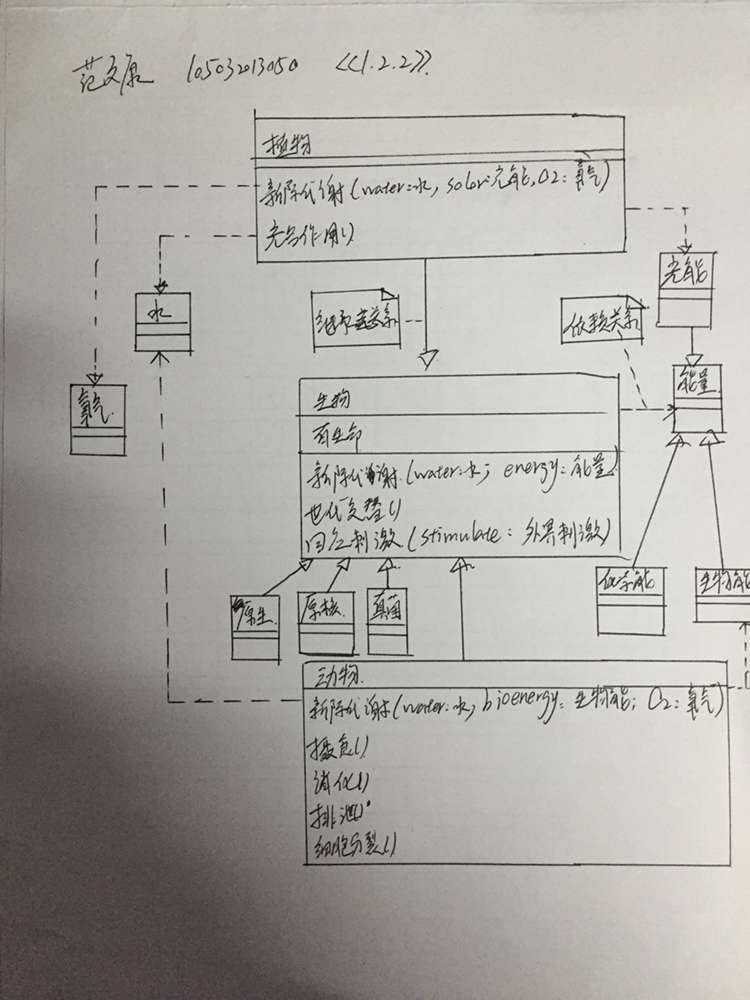 范文康 105032013050 <<1.2.2>>
植物
新陈代谢(water:水, solor:光能, O2:氧气)
光合作用()
光能
水
继承关系
依赖关系
能量
氧气
生物
有生命
新陈代谢(water:水; energy:能量)
世代交替()
回应刺激(stimulate:外界刺激)
原生
原核
真菌
化学能
生物能
动物
新陈代谢(water:水, bioenergy:生物能; O2:氧气)
摄食()
消化()
排泄()
细胞分裂()